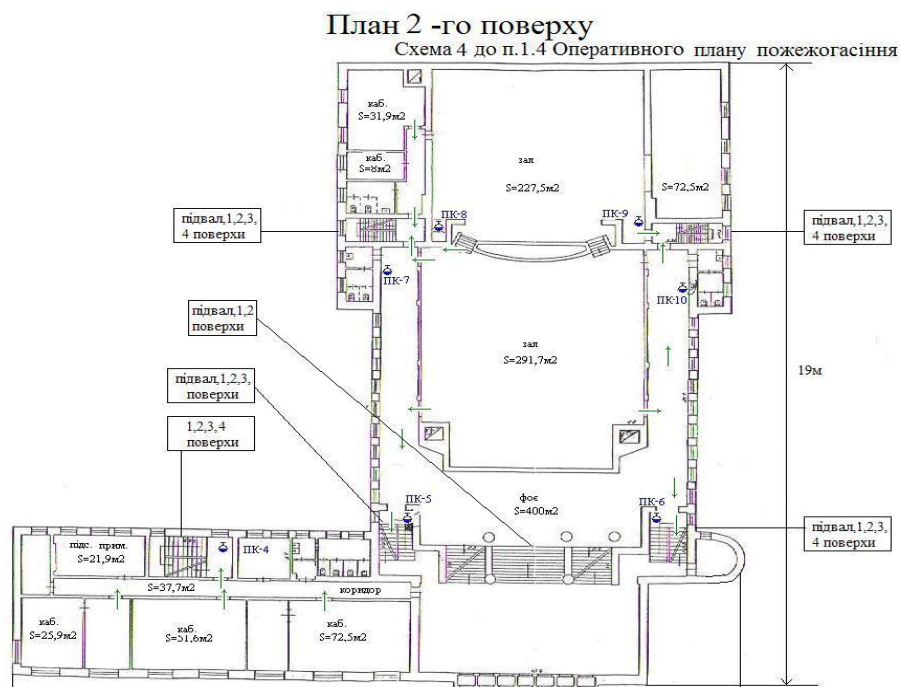 План 2 -го поверху
Схема 4 до п.1.4 Оперативного плану пожежогасіння
каб.
S=31,9м2
каб.
S=8м2
зал
S=227,5м2
S=72,5м2
ПК-8
ПК-9
підвал,1,2,3,
4 поверхи
підвал,1,2,3,
4 поверхи
ПК-7
ПК-10
підвал,1,2
поверхи
зал
S=291,7м2
19м
підвал,1,2,3,
поверхи
1,2,3,4
поверхи
ПК-5
фоє
S=400м2
ПК-6
підвал,1,2,3,
4 поверхи
підс. прим.
S=21,9м2
ПК-4
S=37,7м2
коридор
каб.
S=25,9м2
каб.
S=51,6м2
каб.
S=72,5м2